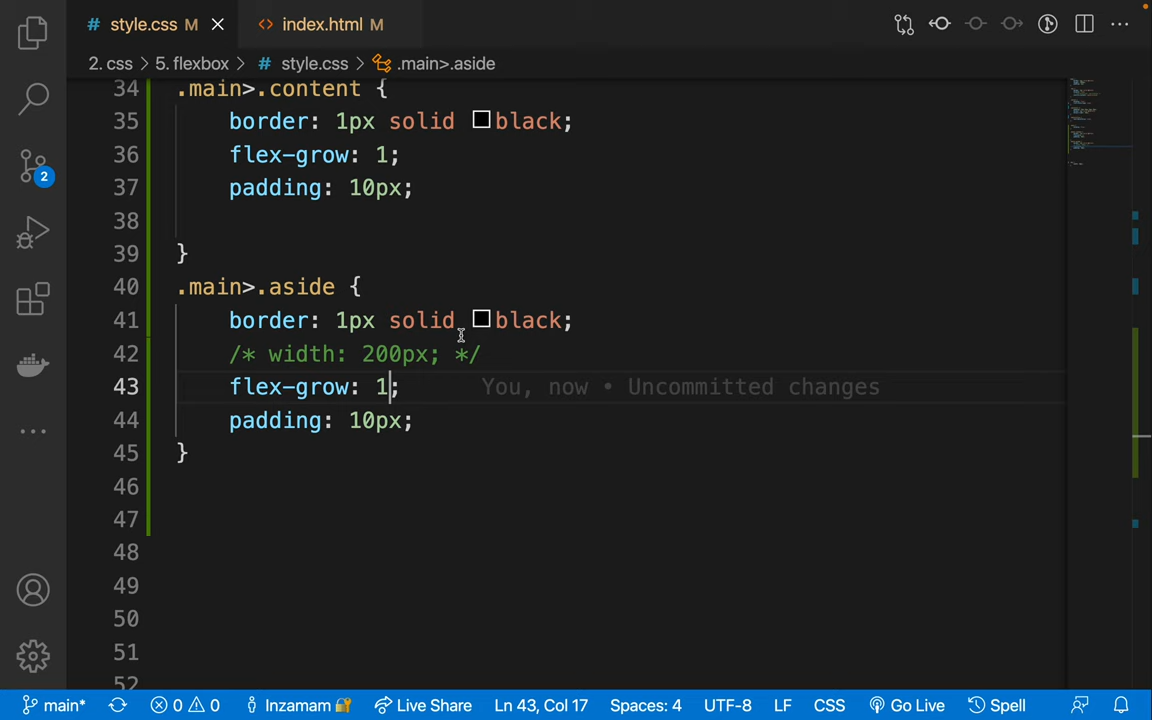 # style.css M
<> index.html M
2. css > 5. flexbox > # style.css > .main>.aside
34 .main>.content {
35 border: 1px solid black;
36 flex-grow: 1;
37 padding: 10px;
38
39 }
40 .main>.aside {
41 border: 1px solid black;
42 /* width: 200px; */
43 flex-grow: 1; You, now • Uncommitted changes
44 padding: 10px;
45 }
46
47
48
49
50
51
52
2
main* 0 0 Inzamam Live Share Ln 43, Col 17 Spaces: 4 UTF-8 LF CSS Go Live Spell